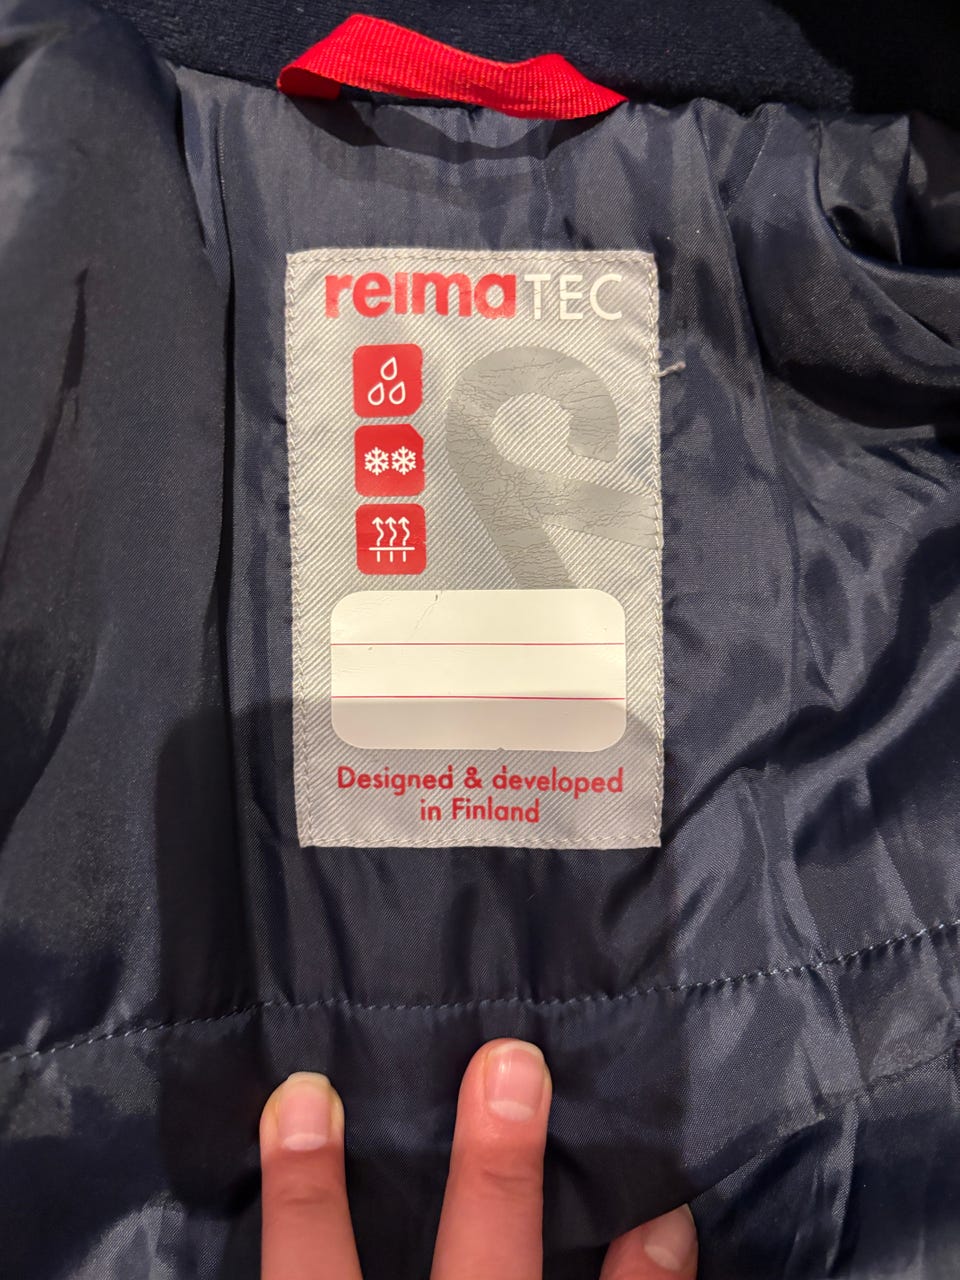 reimaTEC
Designed & developed
in Finland